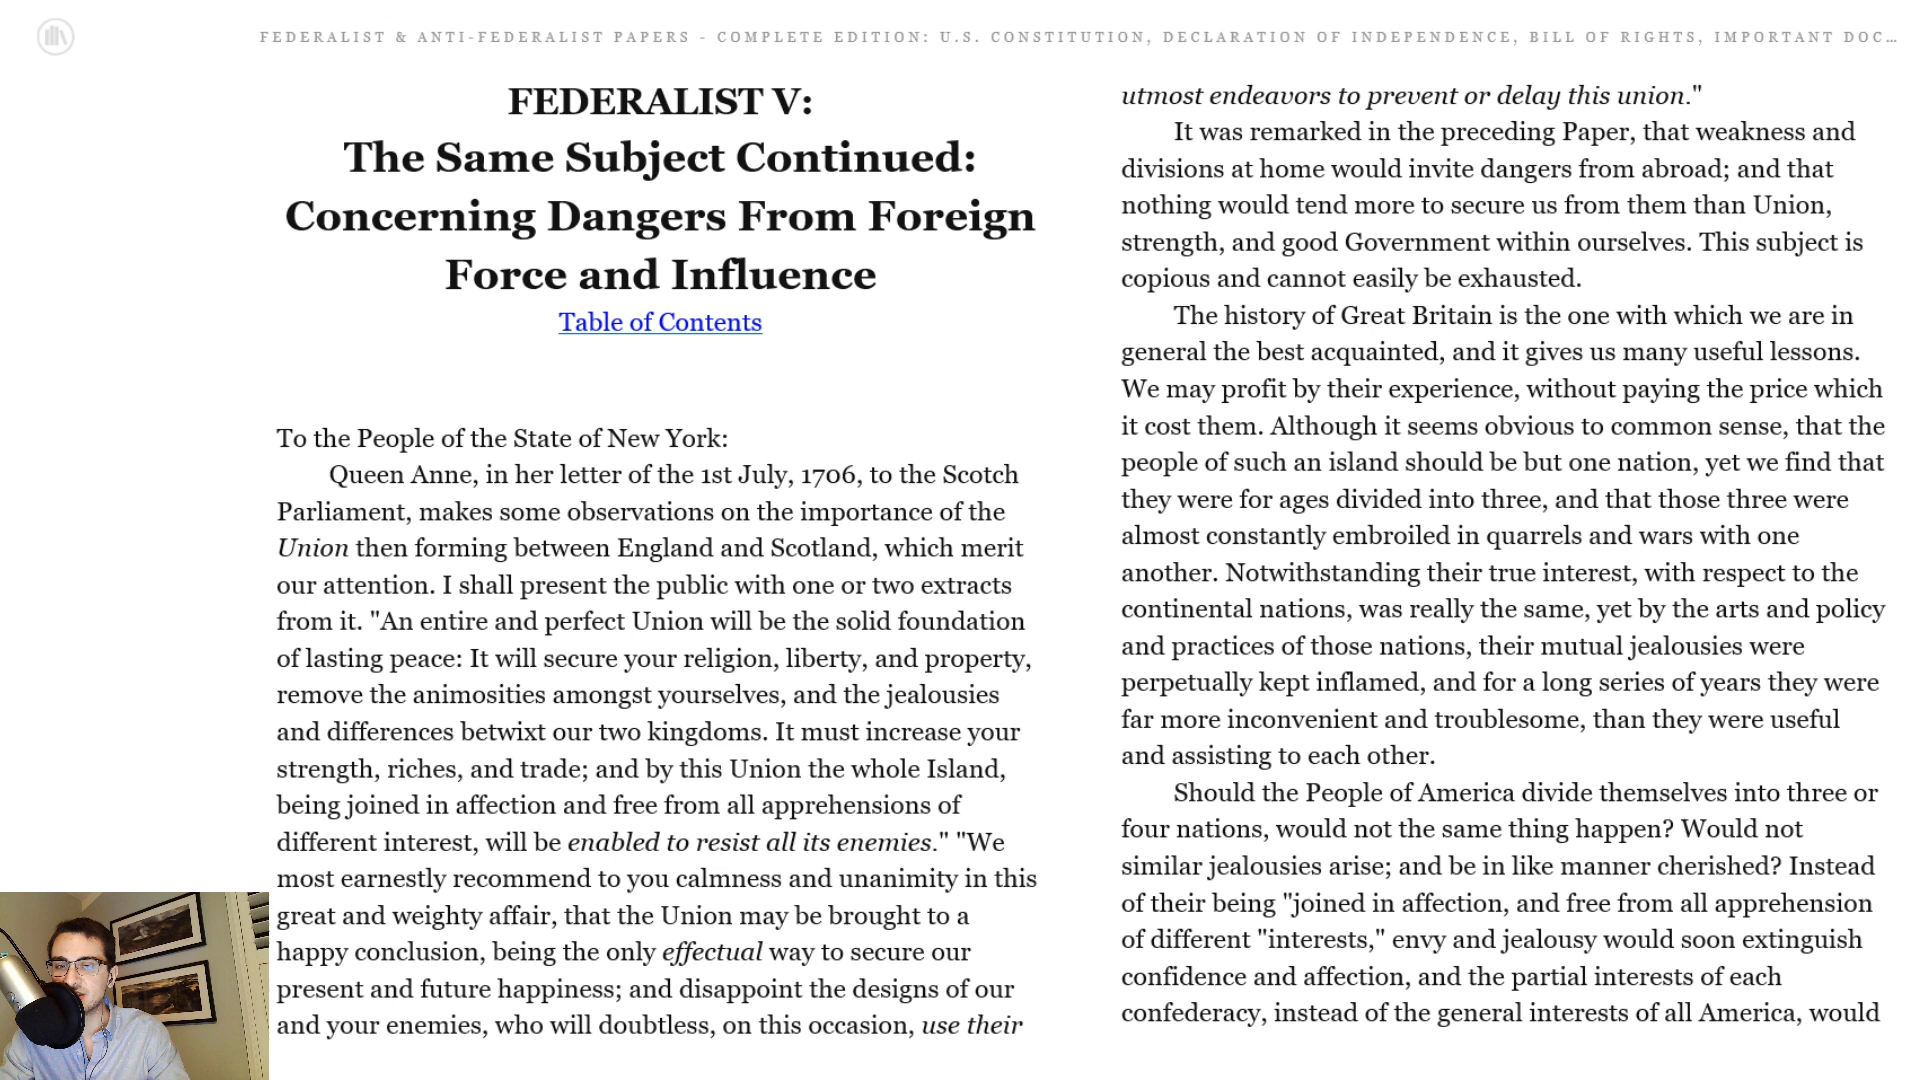 FEDERALIST & ANTI-FEDERALIST PAPERS - COMPLETE EDITION: U.S. CONSTITUTION, DECLARATION OF INDEPENDENCE, BILL OF RIGHTS, IMPORTANT DOC…
FEDERALIST V:
The Same Subject Continued:
Concerning Dangers From Foreign
Force and Influence
Table of Contents
To the People of the State of New York:
Queen Anne, in her letter of the 1st July, 1706, to the Scotch
Parliament, makes some observations on the importance of the
Union then forming between England and Scotland, which merit
our attention. I shall present the public with one or two extracts
from it. "An entire and perfect Union will be the solid foundation
of lasting peace: It will secure your religion, liberty, and property,
remove the animosities amongst yourselves, and the jealousies
and differences betwixt our two kingdoms. It must increase your
strength, riches, and trade; and by this Union the whole Island,
being joined in affection and free from all apprehensions of
different interest, will be enabled to resist all its enemies." "We
most earnestly recommend to you calmness and unanimity in this
great and weighty affair, that the Union may be brought to a
happy conclusion, being the only effectual way to secure our
present and future happiness; and disappoint the designs of our
and your enemies, who will doubtless, on this occasion, use their
utmost endeavors to prevent or delay this union."
It was remarked in the preceding Paper, that weakness and
divisions at home would invite dangers from abroad; and that
nothing would tend more to secure us from them than Union,
strength, and good Government within ourselves. This subject is
copious and cannot easily be exhausted.
The history of Great Britain is the one with which we are in
general the best acquainted, and it gives us many useful lessons.
We may profit by their experience, without paying the price which
it cost them. Although it seems obvious to common sense, that the
people of such an island should be but one nation, yet we find that
they were for ages divided into three, and that those three were
almost constantly embroiled in quarrels and wars with one
another. Notwithstanding their true interest, with respect to the
continental nations, was really the same, yet by the arts and policy
and practices of those nations, their mutual jealousies were
perpetually kept inflamed, and for a long series of years they were
far more inconvenient and troublesome, than they were useful
and assisting to each other.
Should the People of America divide themselves into three or
four nations, would not the same thing happen? Would not
similar jealousies arise; and be in like manner cherished? Instead
of their being "joined in affection, and free from all apprehension
of different "interests," envy and jealousy would soon extinguish
confidence and affection, and the partial interests of each
confederacy, instead of the general interests of all America, would